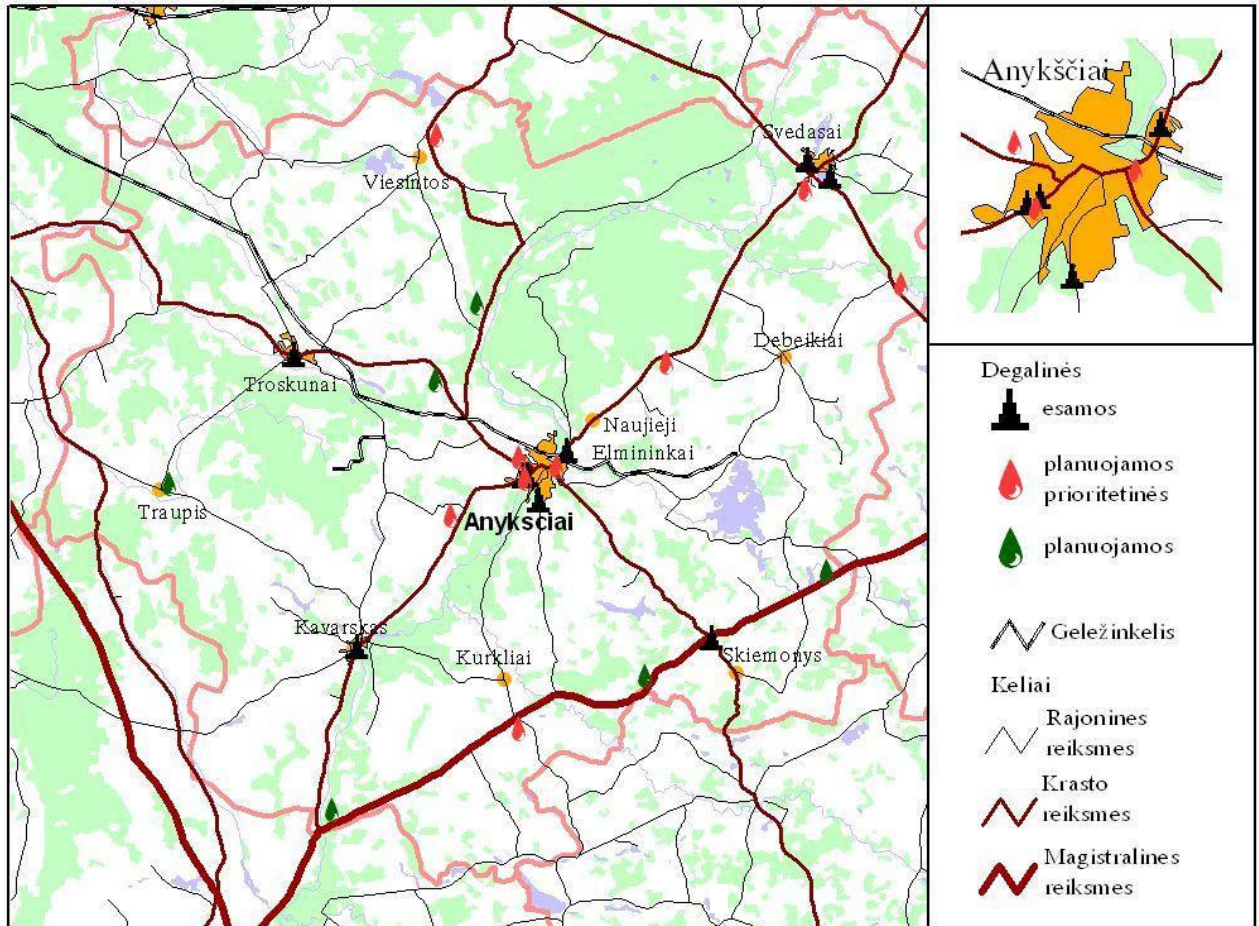 Svedasai
Viesintos
Debeikiai
Troskunai
Naujieji
Elmininkai
Traupis
Anyksciai
Kavarskas
Kurkliai
Skiemonys
Anykščiai
Degalinės
esamos
planuojamos
prioritetinės
planuojamos
Geležinkelis
Keliai
Rajonines
reiksmes
Krasto
reiksmes
Magistralines
reiksmes